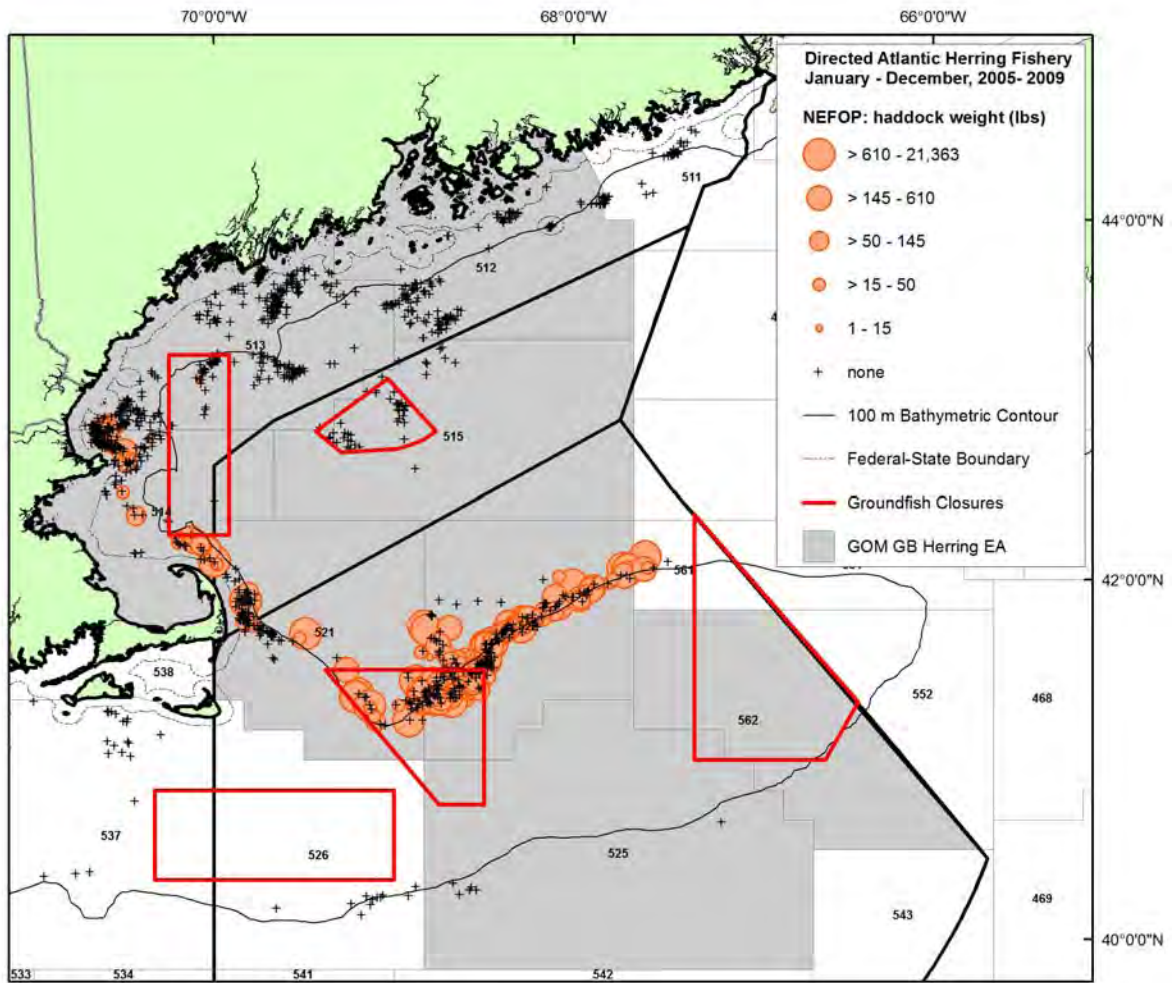 70°0'0"W
68°0'0"W
66°0'0"W
Directed Atlantic Herring Fishery
January - December, 2005- 2009
NEFOP: haddock weight (lbs)
> 610 - 21,363
> 145 - 610
> 50 - 145
> 15 - 50
1 - 15
none
100 m Bathymetric Contour
Federal-State Boundary
Groundfish Closures
GOM GB Herring EA
511
44°0'0"N
512
513
515
514
42°0'0"N
561
521
538
552
468
562
537
526
525
469
543
40°0'0"N
533
534
541
542